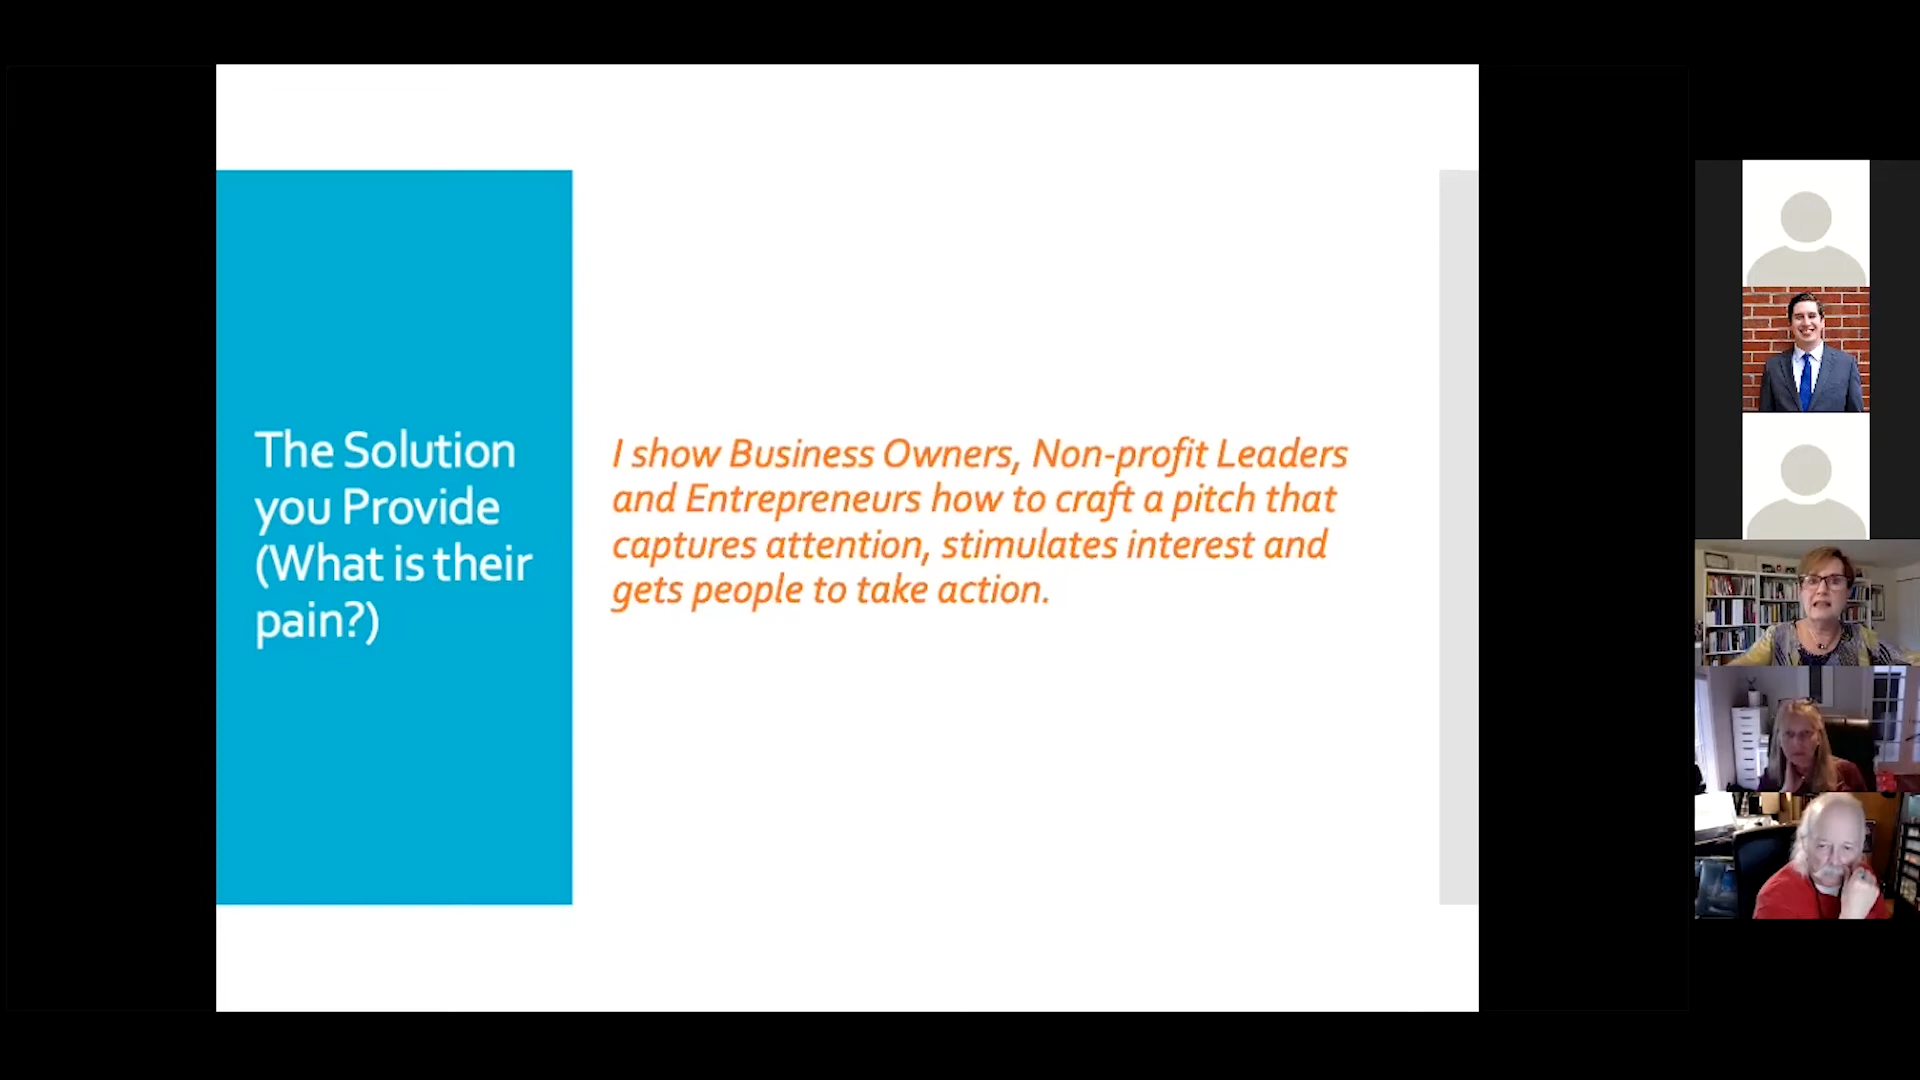 The Solution
you Provide
(What is their
pain?)
I show Business Owners, Non-profit Leaders
and Entrepreneurs how to craft a pitch that
captures attention, stimulates interest and
gets people to take action.